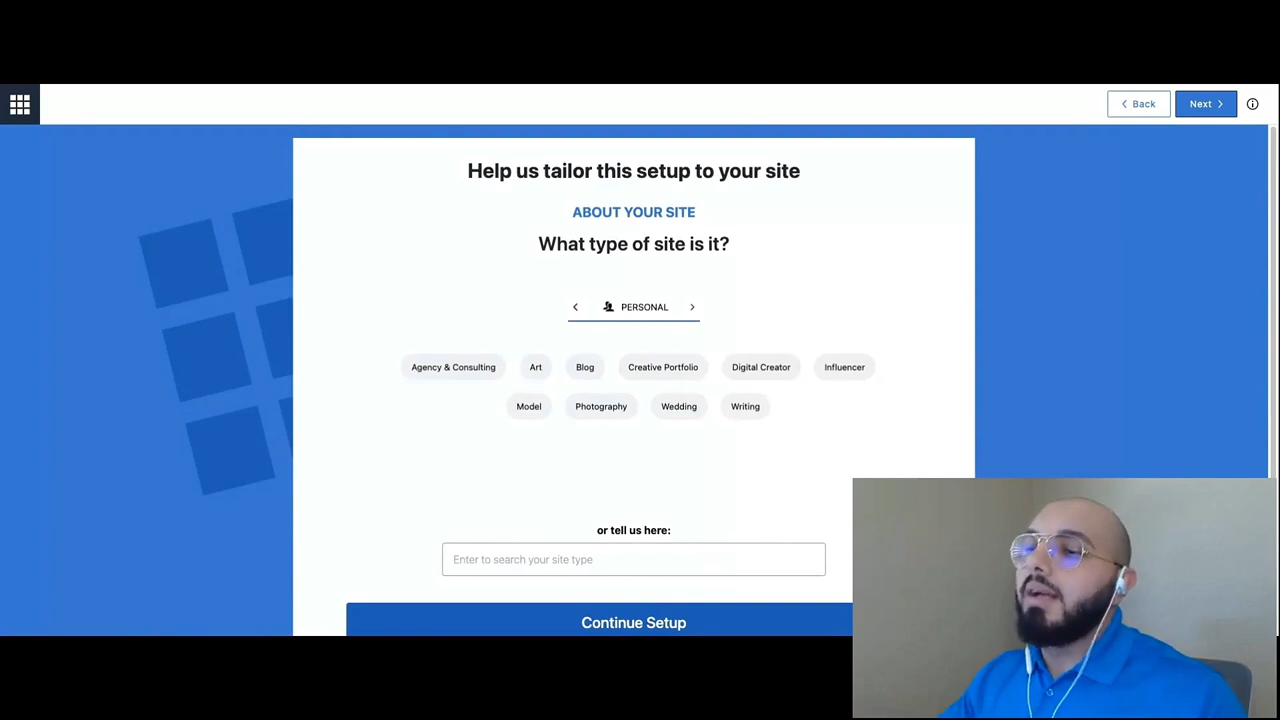 Back Next
Help us tailor this setup to your site
ABOUT YOUR SITE
What type of site is it?
PERSONAL
Agency & Consulting Art Blog Creative Portfolio Digital Creator Influencer
Model Photography Wedding Writing
or tell us here:
Enter to search your site type
Continue Setup